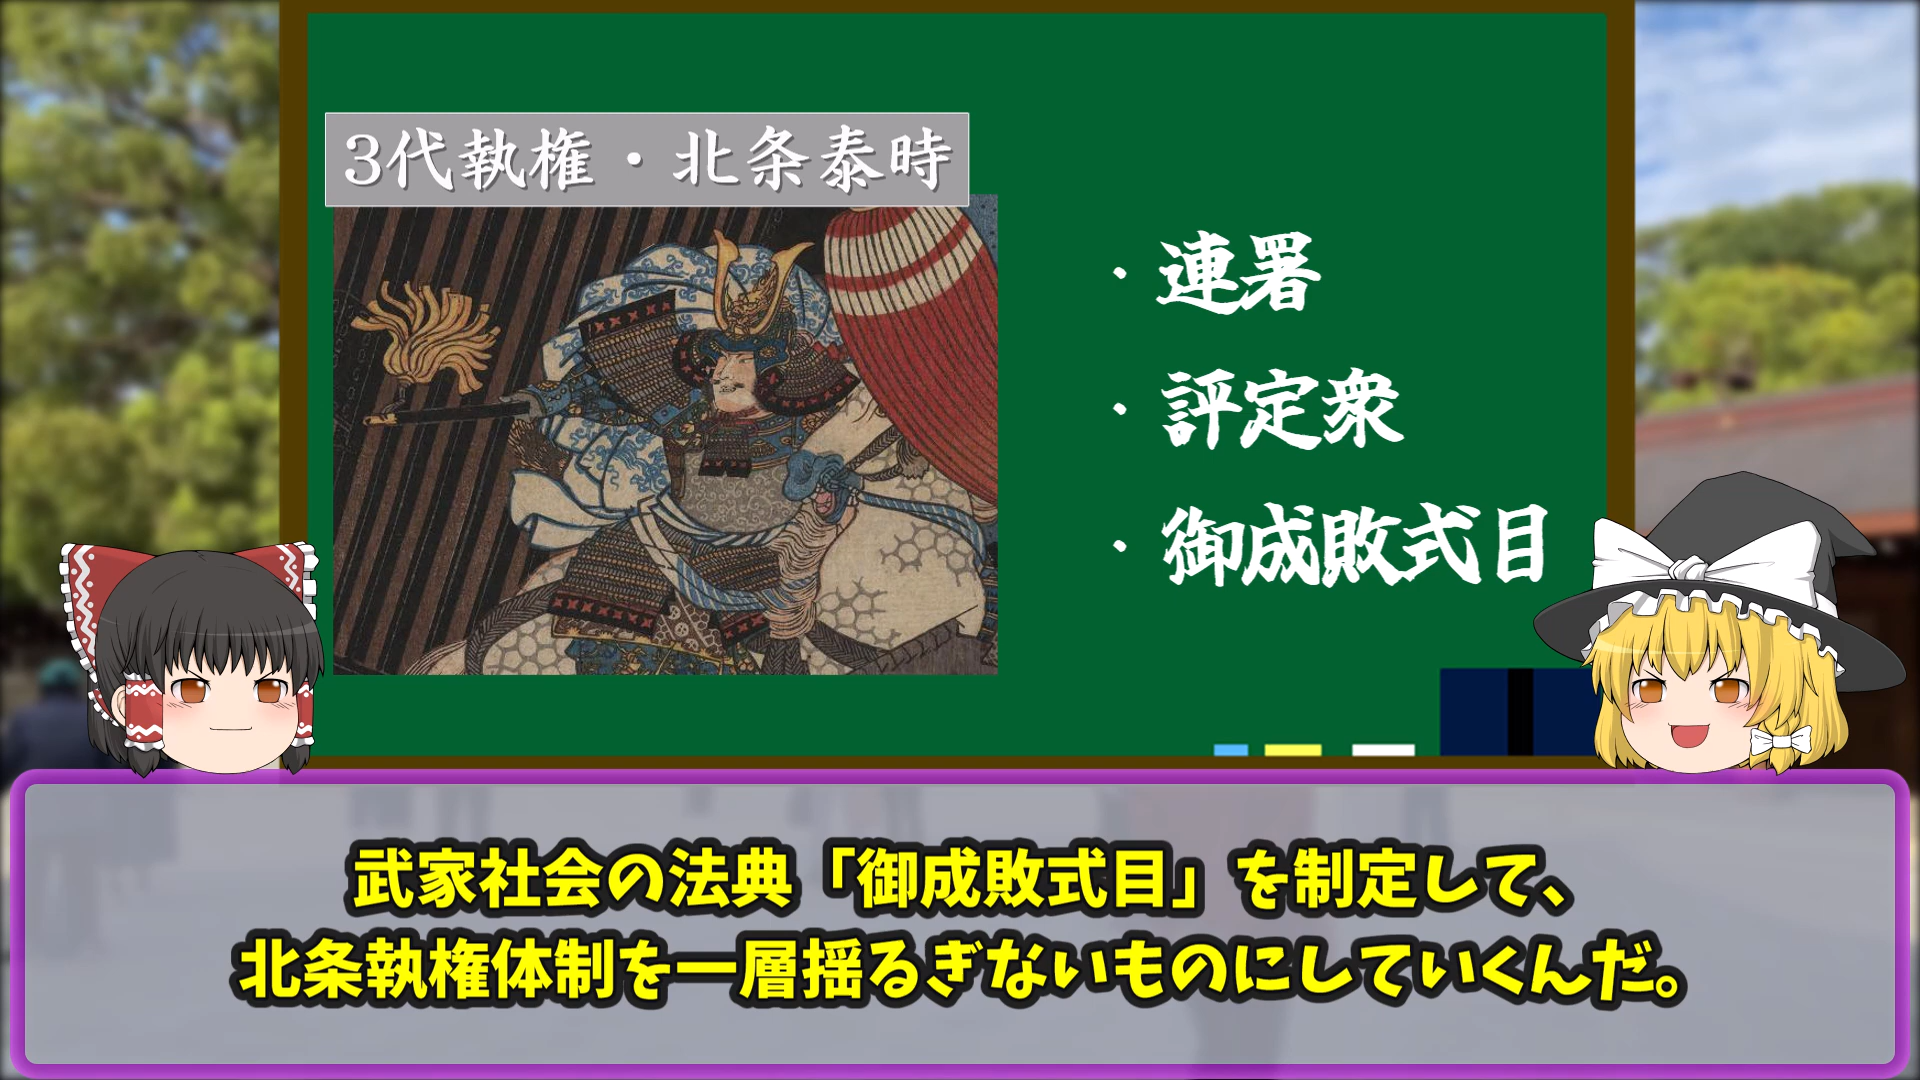 3代執権・北条泰時
・連署
・評定衆
・御成敗式目
武家社会の法典「御成敗式目」を制定して、
北条執権体制を一層揺るぎないものにしていくんだ。